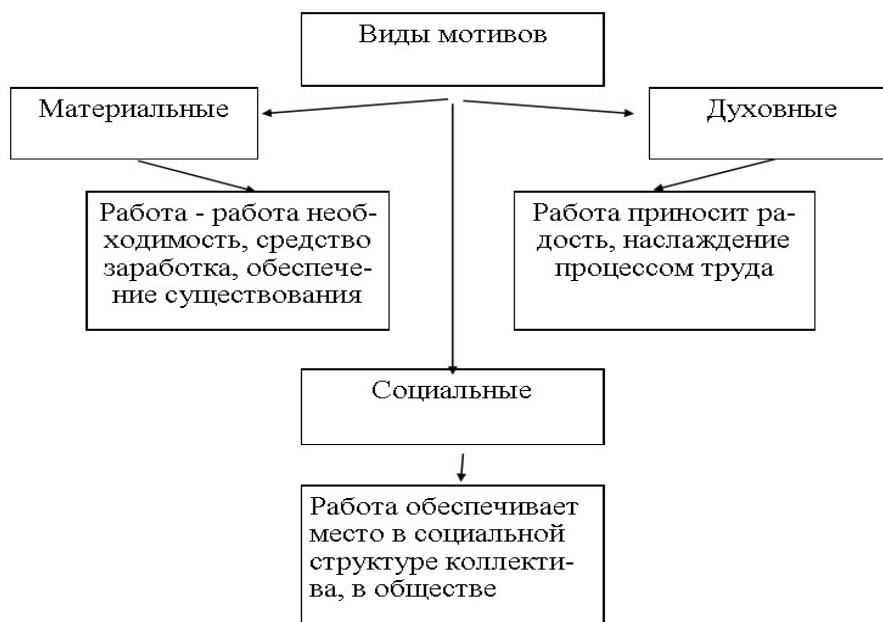 Виды мотивов
Материальные
Духовные
Работа - работа необ-
ходимость, средство
заработка, обеспече-
ние существования
Работа приносит ра-
дость, наслаждение
процессом труда
Социальные
Работа обеспечивает
место в социальной
структуре коллекти-
ва, в обществе